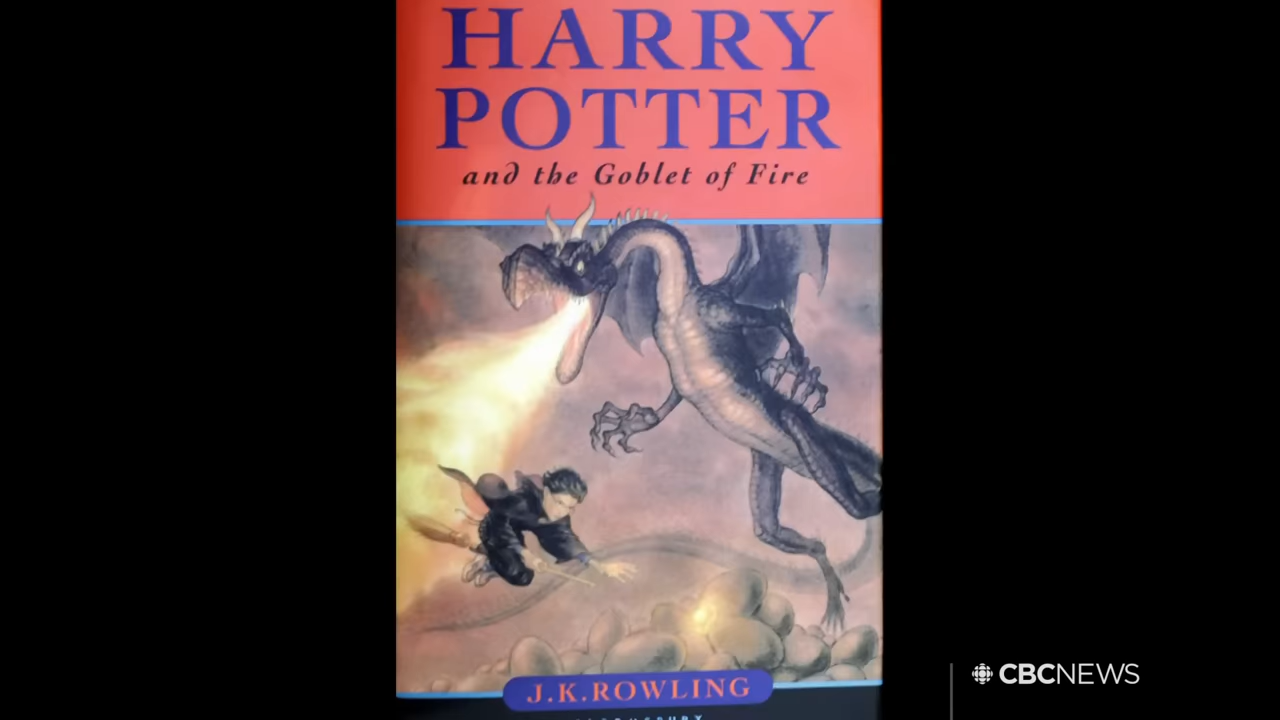 HARRY
POTTER
and the Goblet of Fire
J.K.ROWLING
CBCNEWS